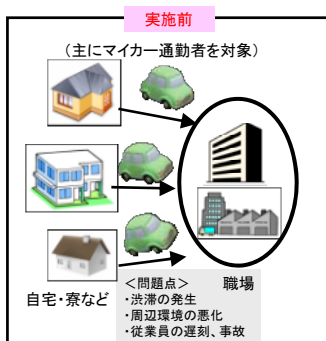 実施前
（主にマイカー通勤者を対象）
自宅・寮など
職場
＜問題点＞
・渋滞の発生
・周辺環境の悪化
・従業員の遅刻、事故